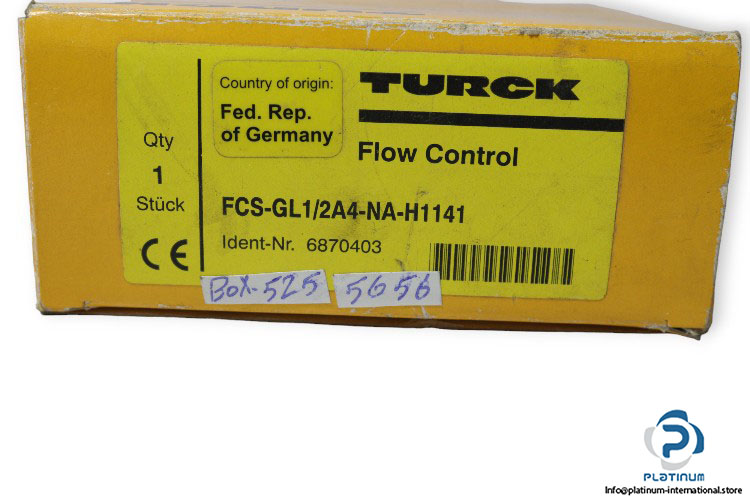 Qty
1
Stück
CE
Country of origin:
Fed. Rep.
of Germany
TURCK
Flow Control
FCS-GL1/2A4-NA-H1141
Ident-Nr. 6870403
BOX-525
5656
PLATINUM
Info@platinum-international.store